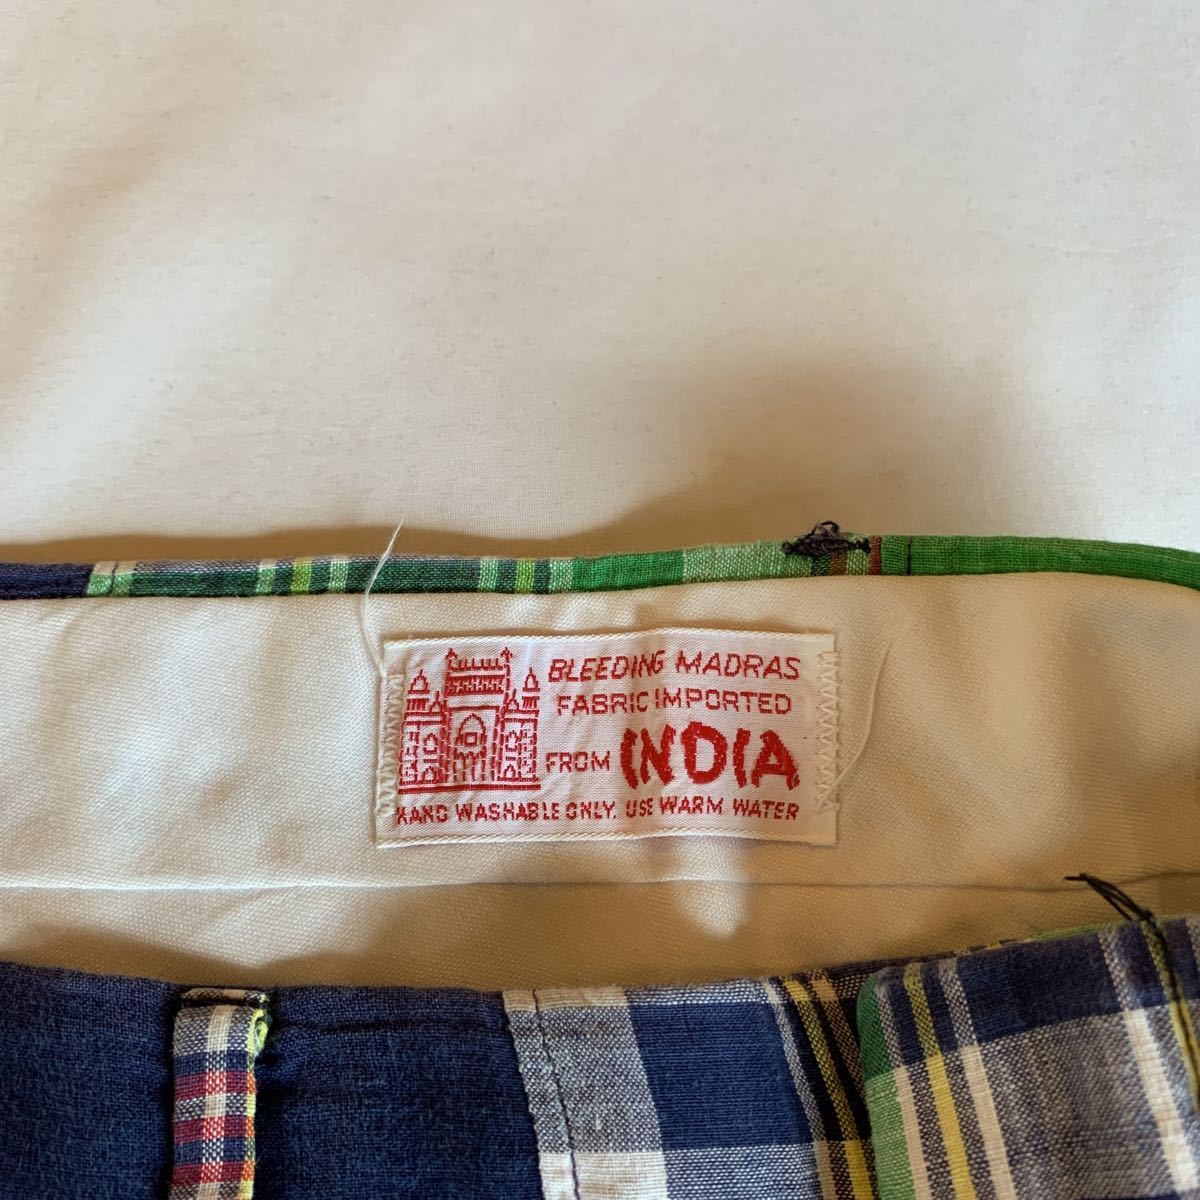 BLEEDING MADRAS
FABRIC IMPORTED
FROM INDIA
HAND WASHABLE ONLY. USE WARM WATER